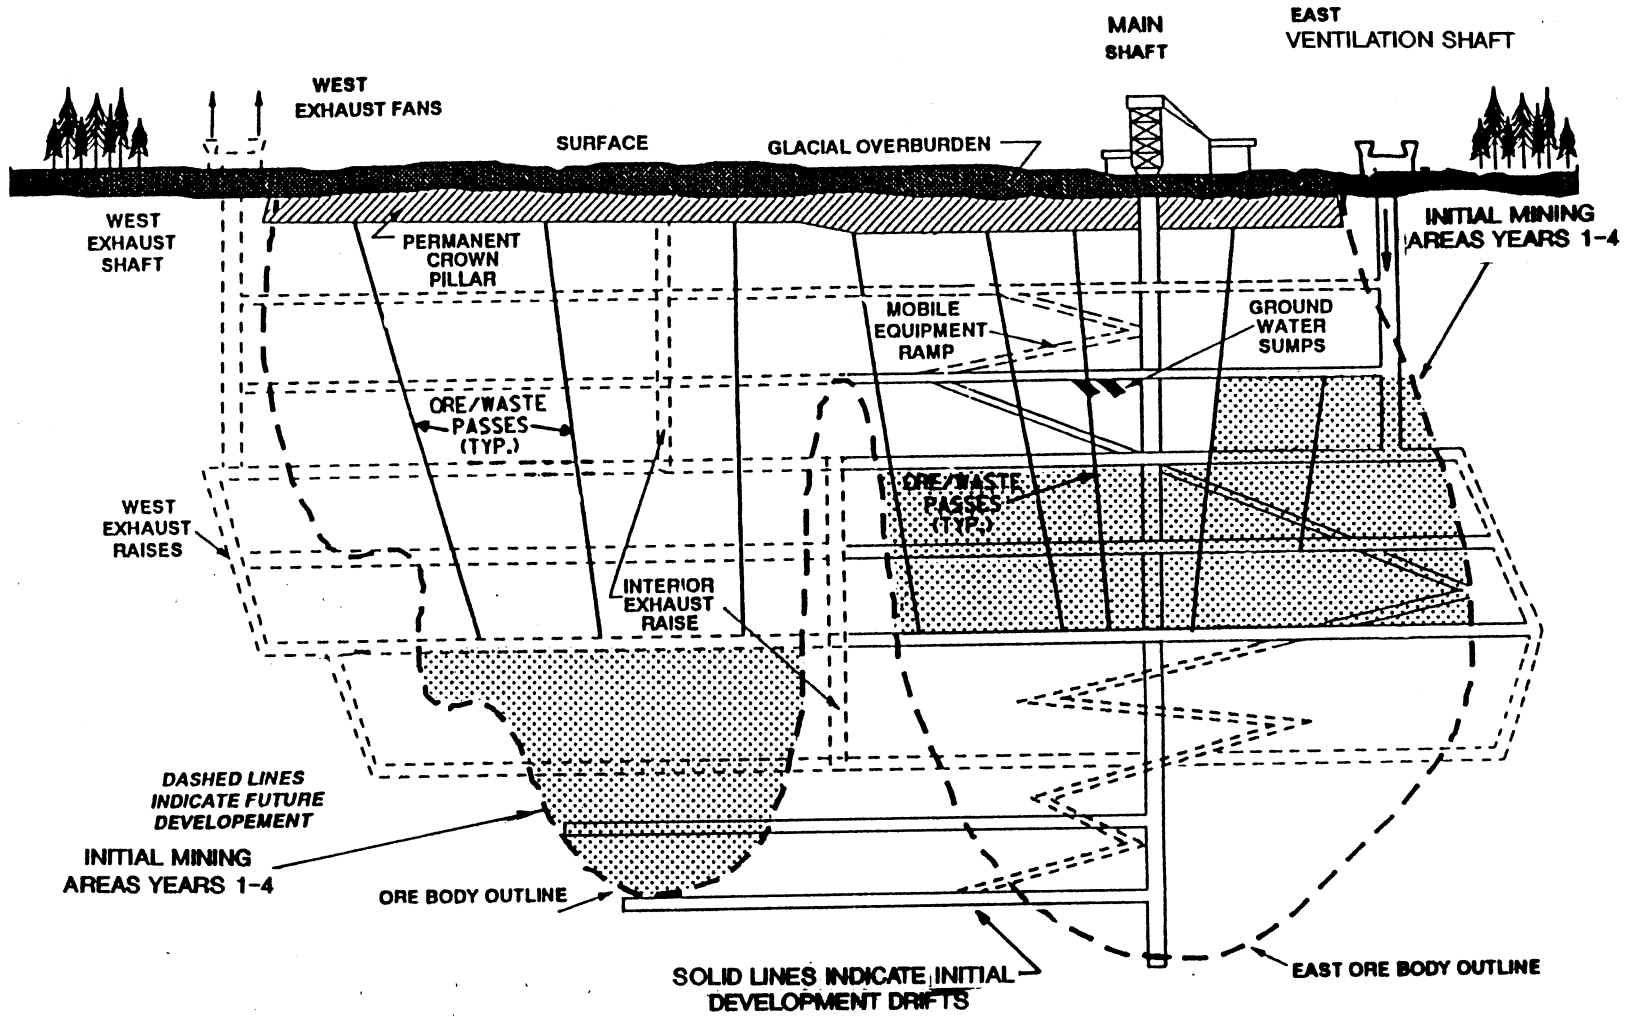 MAIN
SHAFT
EAST
VENTILATION SHAFT
WEST
EXHAUST FANS
SURFACE
GLACIAL OVERBURDEN
WEST
EXHAUST
SHAFT
PERMANENT
CROWN
PILLAR
INITIAL MINING
AREAS YEARS 1-4
MOBILE
EQUIPMENT
RAMP
GROUND
WATER
SUMPS
ORE/WASTE
PASSES
(TYP.)
ORE/WASTE
PASSES
(TYP.)
WEST
EXHAUST
RAISES
INTERIOR
EXHAUST
RAISE
DASHED LINES
INDICATE FUTURE
DEVELOPEMENT
INITIAL MINING
AREAS YEARS 1-4
ORE BODY OUTLINE
SOLID LINES INDICATE INITIAL
DEVELOPMENT DRIFTS
EAST ORE BODY OUTLINE